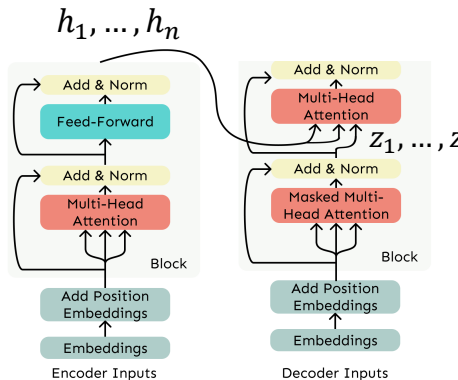 h₁, …, hₙ
Add & Norm
Feed-Forward
Add & Norm
Multi-Head
Attention
Block
Add Position
Embeddings
Embeddings
Encoder Inputs
Add & Norm
Multi-Head
Attention
z₁, …, z
Add & Norm
Masked Multi-
Head Attention
Block
Add Position
Embeddings
Embeddings
Decoder Inputs